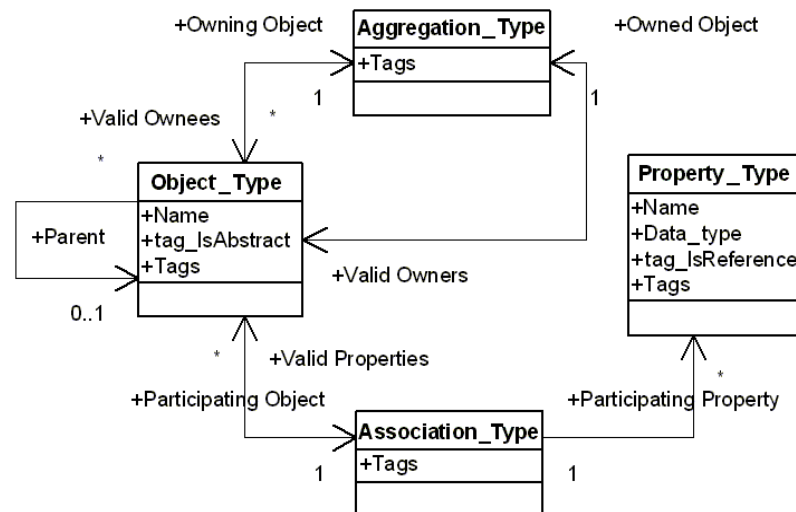 +Owning Object
Aggregation_Type
+Owned Object
+Tags
1
1
+Valid Ownees
*
*
Object_Type
Property_Type
+Name
+tag_IsAbstract
+Tags
+Name
+Data_type
+tag_IsReference
+Tags
+Parent
+Valid Owners
0..1
*
+Valid Properties
*
+Participating Object
+Participating Property
Association_Type
+Tags
1
1